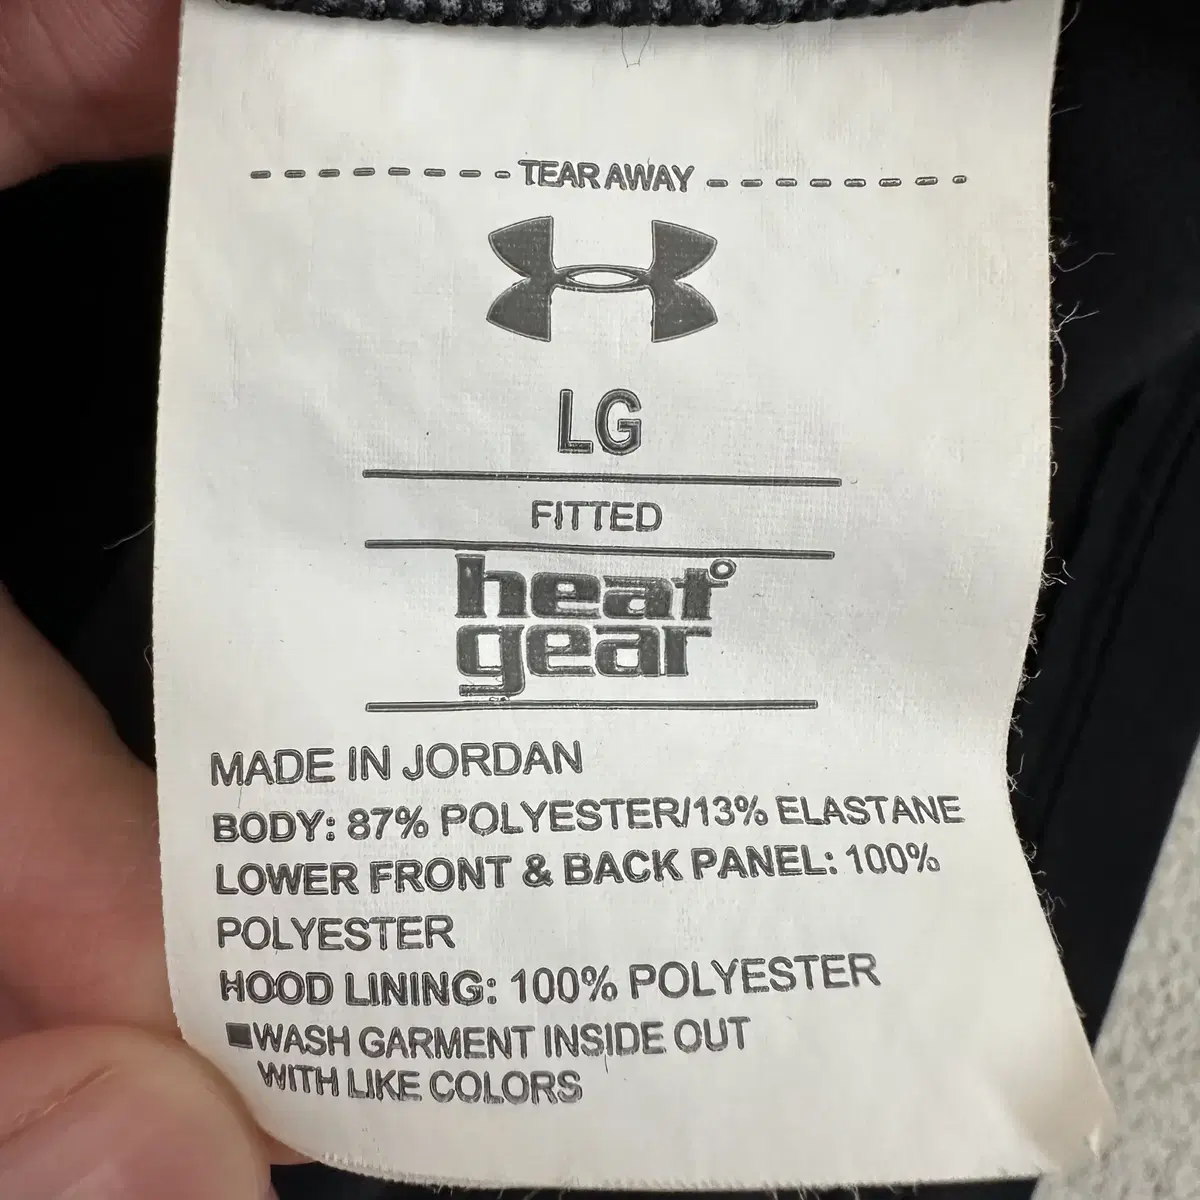 TEAR AWAY
LG
FITTED
heat°
gear
MADE IN JORDAN
BODY: 87% POLYESTER/13% ELASTANE
LOWER FRONT & BACK PANEL: 100%
POLYESTER
HOOD LINING: 100% POLYESTER
■WASH GARMENT INSIDE OUT
WITH LIKE COLORS